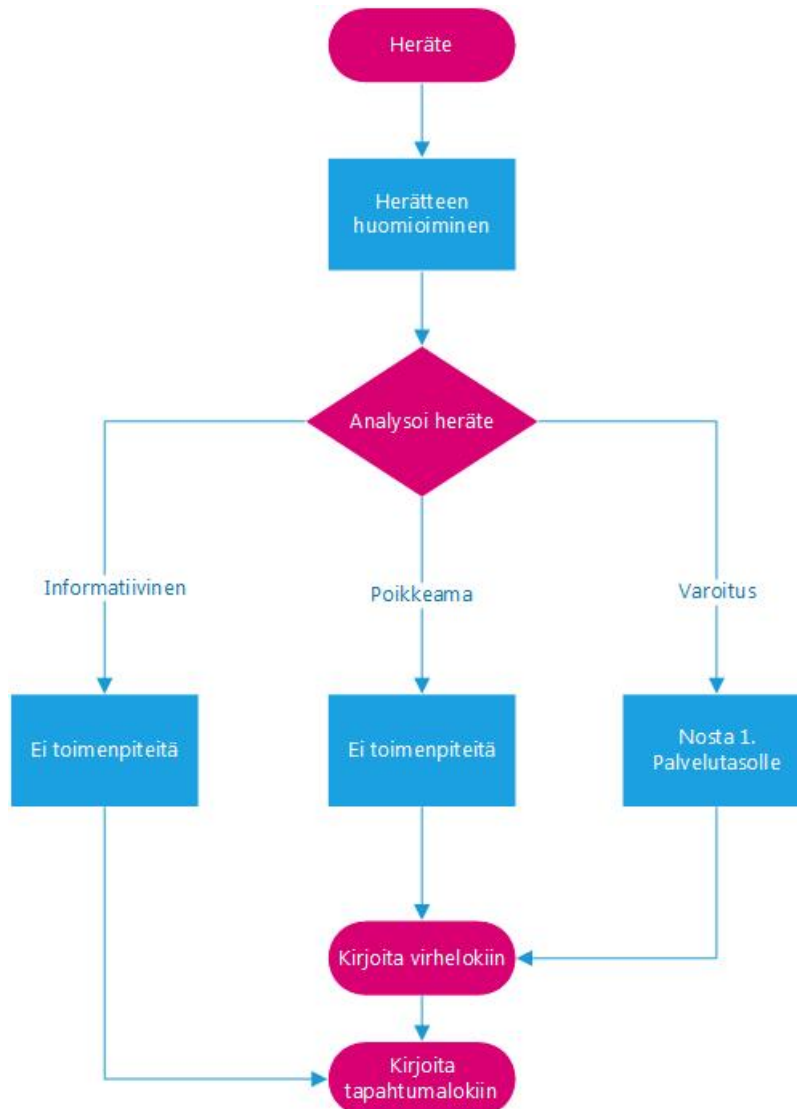 Heräte
Herätteen
huomioiminen
Analysoi heräte
Informatiivinen
Poikkeama
Varoitus
Ei toimenpiteitä
Ei toimenpiteitä
Nosta 1.
Palvelutasolle
Kirjoita virhelokiin
Kirjoita
tapahtumalokiin